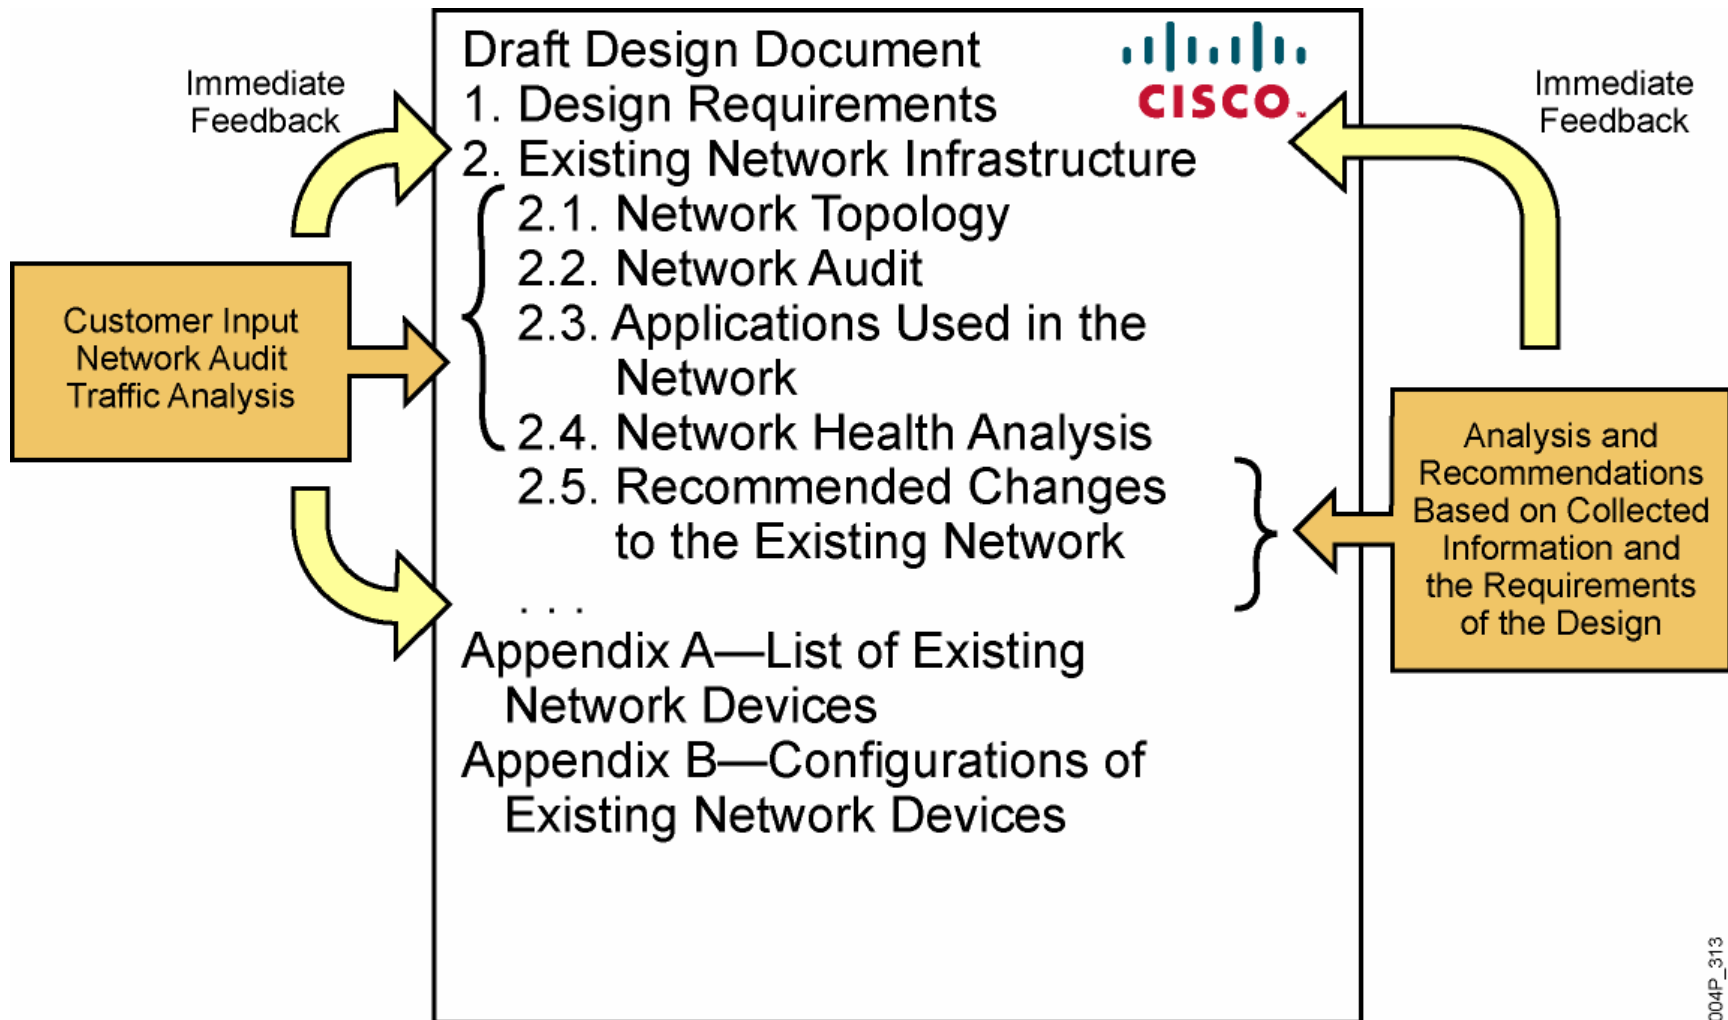 Draft Design Document
CISCO™
1. Design Requirements
2. Existing Network Infrastructure
2.1. Network Topology
2.2. Network Audit
2.3. Applications Used in the
Network
2.4. Network Health Analysis
2.5. Recommended Changes
to the Existing Network
. . .
Appendix A—List of Existing
Network Devices
Appendix B—Configurations of
Existing Network Devices
Immediate
Feedback
Customer Input
Network Audit
Traffic Analysis
Immediate
Feedback
Analysis and
Recommendations
Based on Collected
Information and
the Requirements
of the Design
004P_313